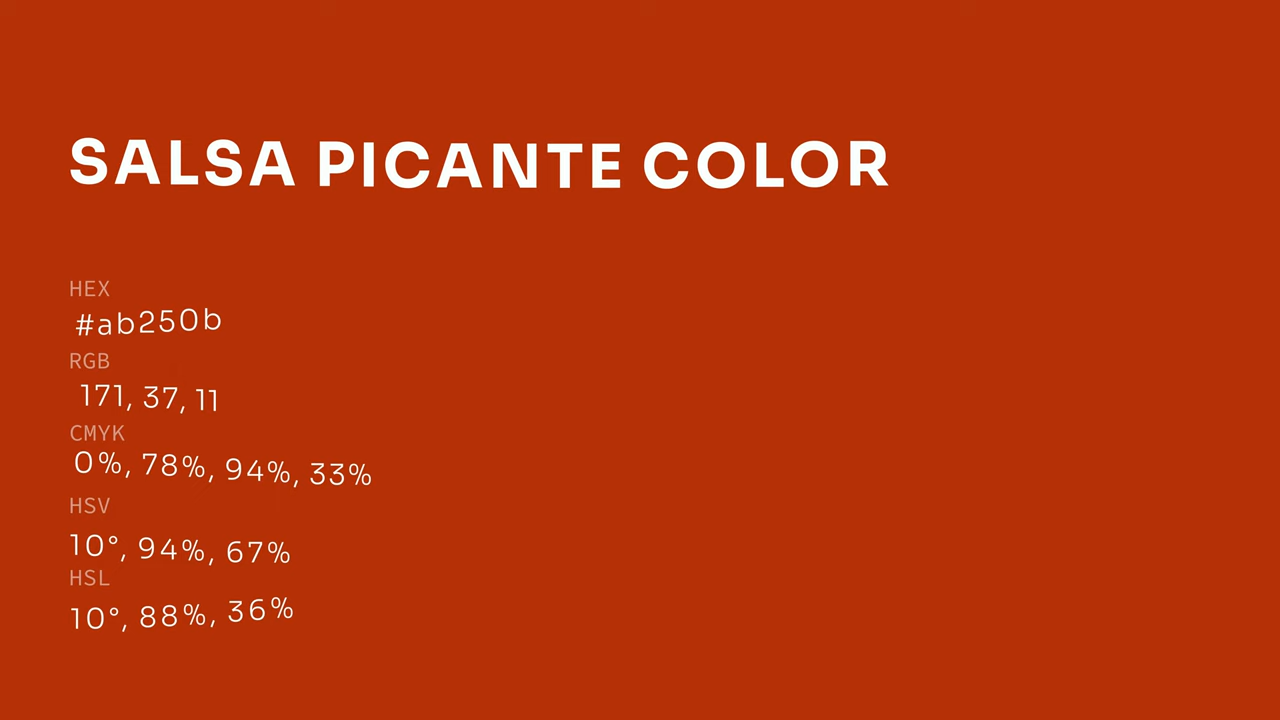 SALSA PICANTE COLOR
HEX
#ab250b
RGB
171, 37, 11
CMYK
0%, 78%, 94%, 33%
HSV
10°, 94%, 67%
HSL
10°, 88%, 36%